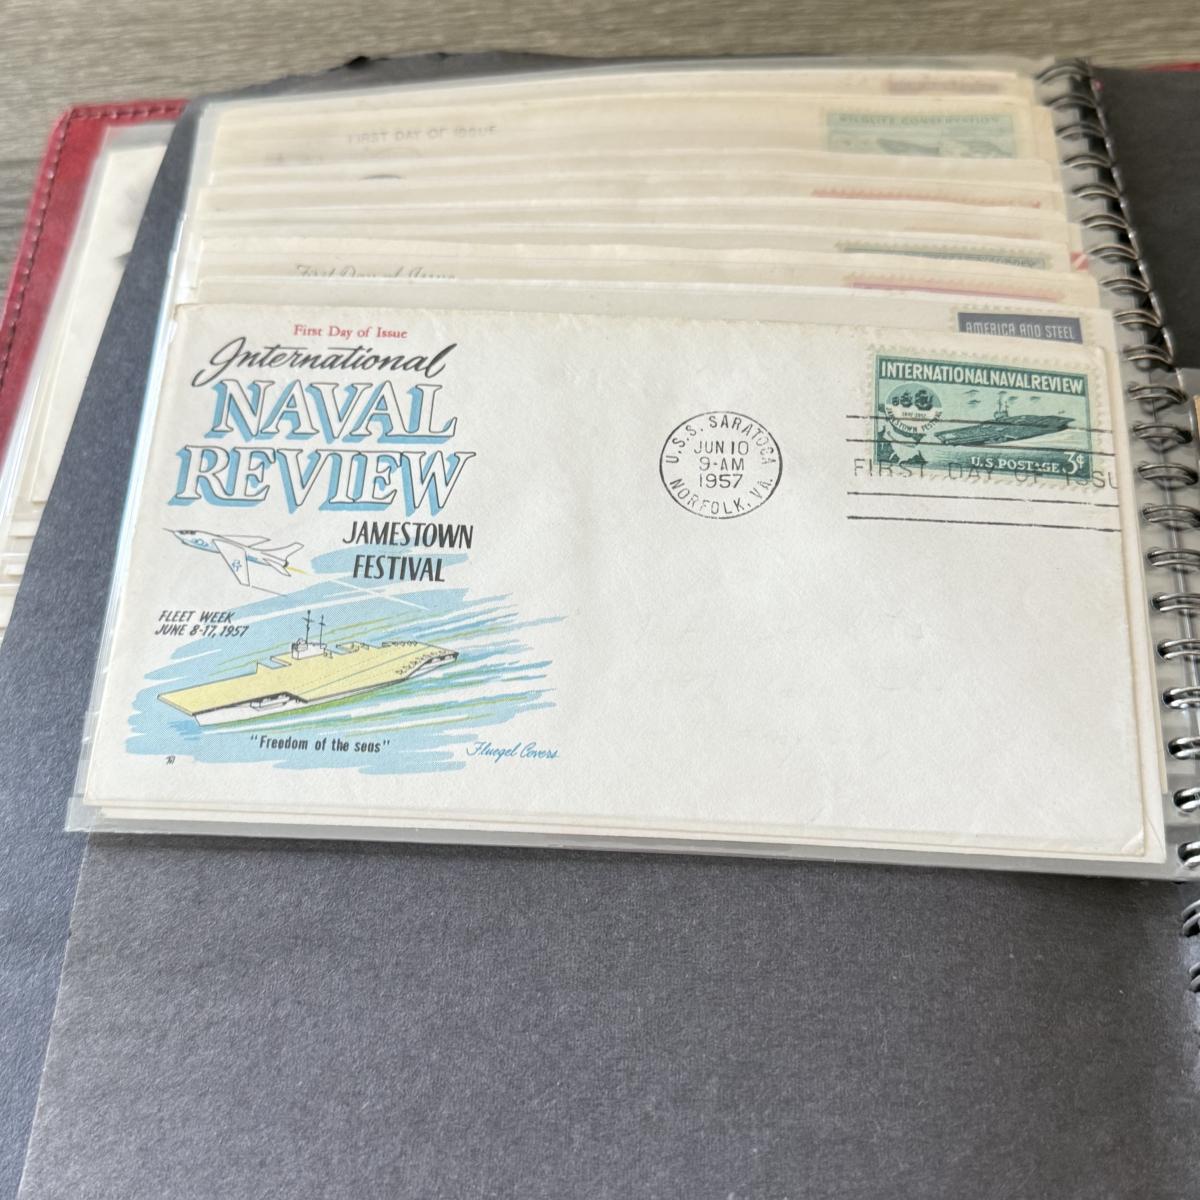 FIRST DAY OF ISSUE
WILDLIFE CONSERVATION
First Day of Issue
AMERICA AND STEEL
First Day of Issue
International
NAVAL
REVIEW
JAMESTOWN
FESTIVAL
FLEET WEEK
JUNE 8-17, 1957
"Freedom of the seas"
Fluegel Covers
U.S.S. SARATOGA
JUN 10
9-AM
1957
NORFOLK, VA.
INTERNATIONAL NAVAL REVIEW
1607-1957
JAMESTOWN FESTIVAL
U.S. POSTAGE 3¢
FIRST DAY OF ISSU